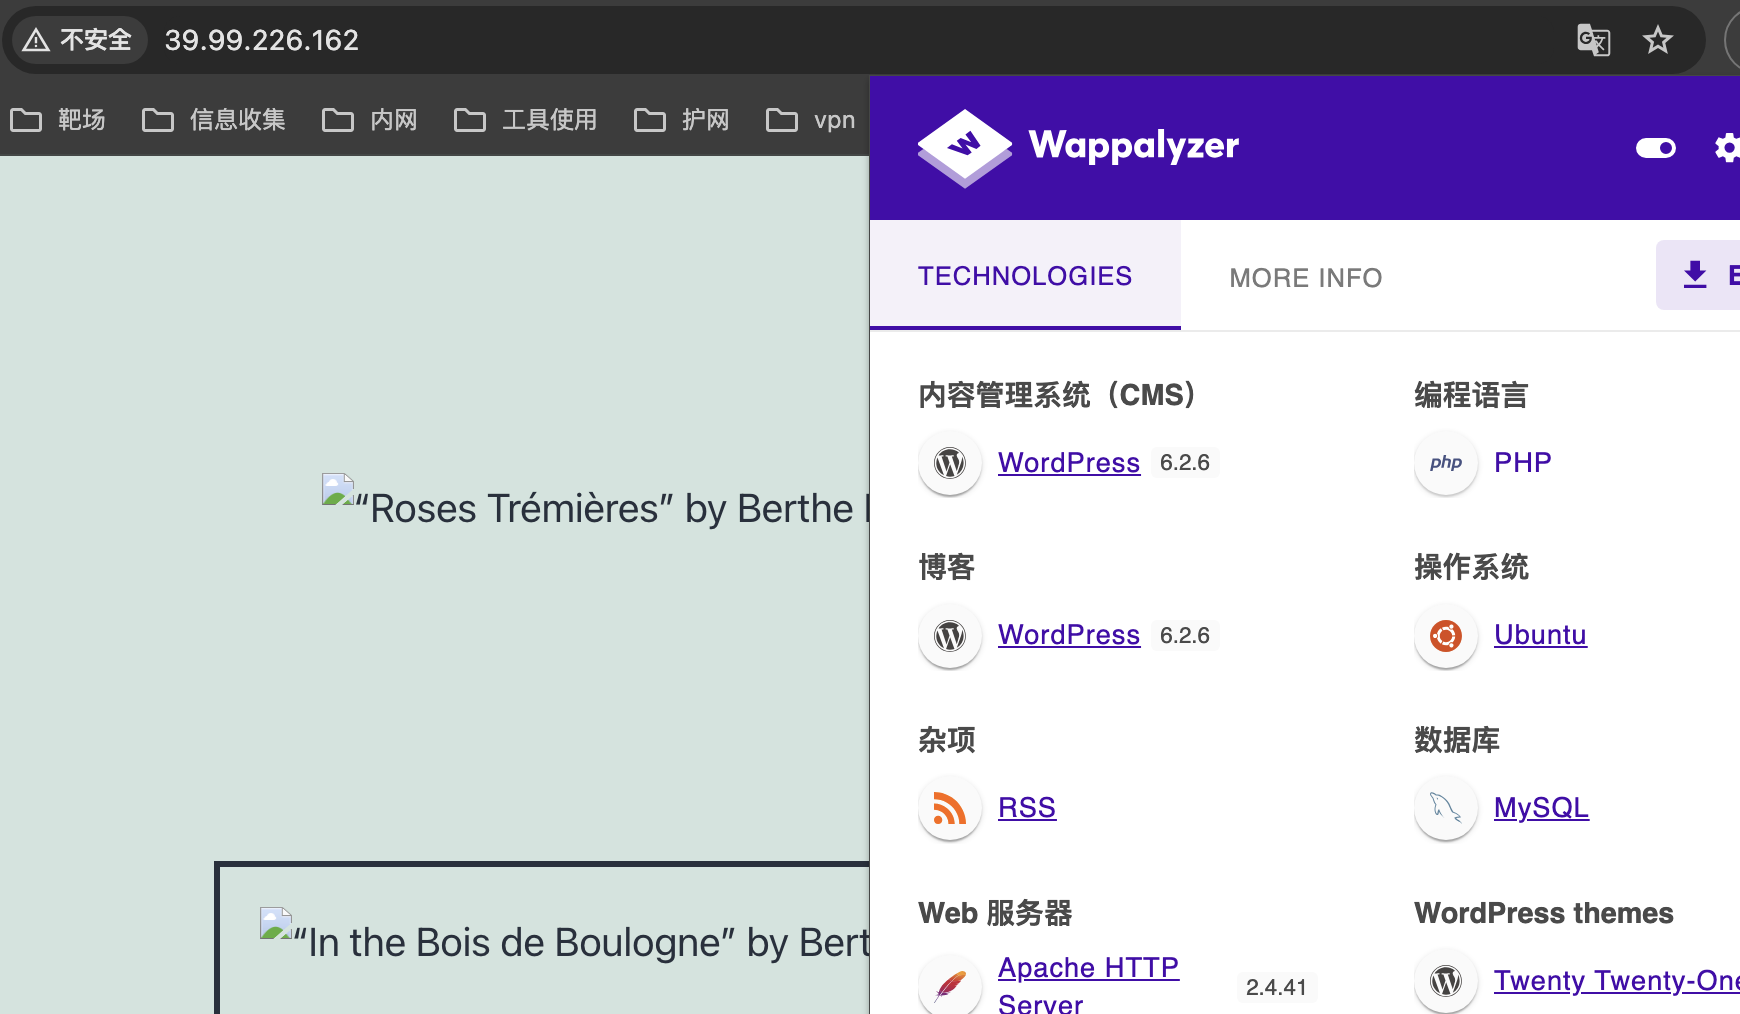 不安全 39.99.226.162
靶场 信息收集 内网 工具使用 护网 vpn
Wappalyzer
TECHNOLOGIES MORE INFO
内容管理系统（CMS） 编程语言
WordPress 6.2.6 php PHP
“Roses Trémières” by Berthe
博客 操作系统
WordPress 6.2.6 Ubuntu
杂项 数据库
RSS MySQL
Web 服务器 WordPress themes
“In the Bois de Boulogne” by Bert
Apache HTTP Server 2.4.41 Twenty Twenty-One